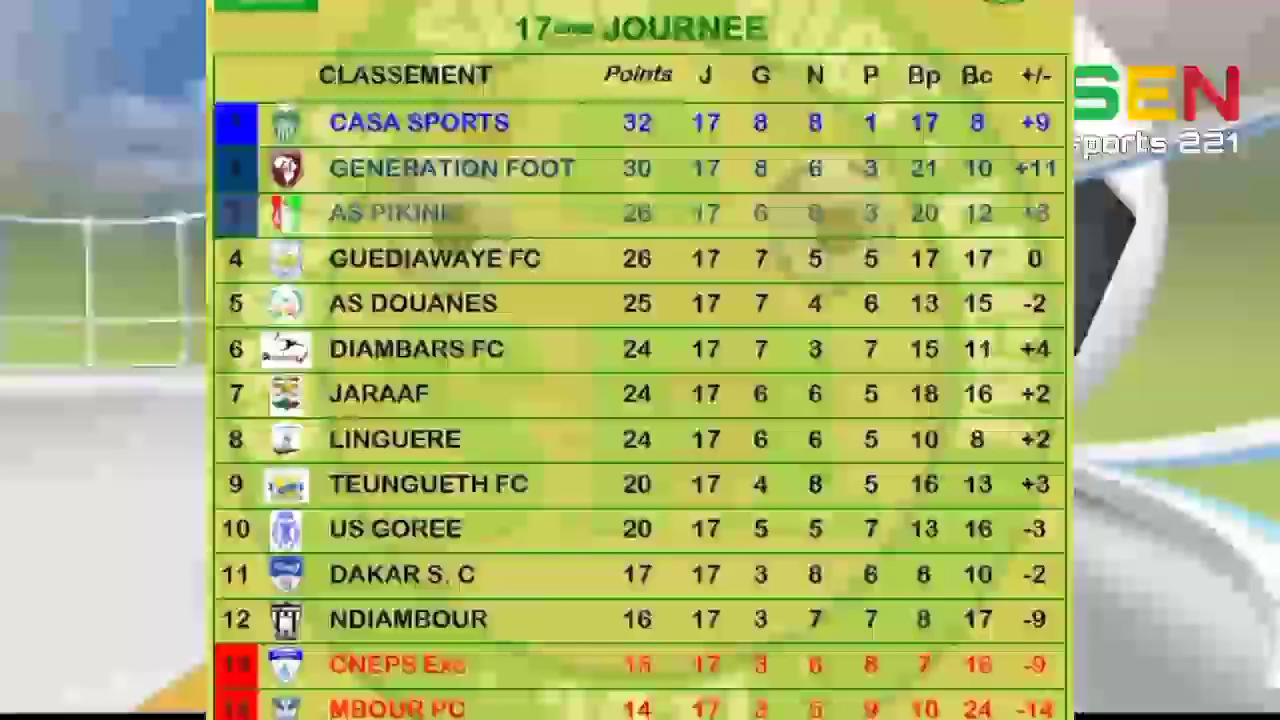 17ème JOURNEE
CLASSEMENT Points J G N P Bp Bc +/-
CASA SPORTS 32 17 8 8 1 17 8 +9
GENERATION FOOT 30 17 8 6 3 21 10 +11
AS PIKINE 26 17 6 8 3 20 12 +8
4 GUEDIAWAYE FC 26 17 7 5 5 17 17 0
5 AS DOUANES 25 17 7 4 6 13 15 -2
6 DIAMBARS FC 24 17 7 3 7 15 11 +4
7 JARAAF 24 17 6 6 5 18 16 +2
8 LINGUERE 24 17 6 6 5 10 8 +2
9 TEUNGUETH FC 20 17 4 8 5 16 13 +3
10 US GOREE 20 17 5 5 7 13 16 -3
11 DAKAR S. C 17 17 3 8 6 8 10 -2
12 NDIAMBOUR 16 17 3 7 7 8 17 -9
13 CNEPS Exc 15 17 3 6 8 7 16 -9
MBOUR PC 14 17 3 5 9 10 24 -14
SEN
sports 221